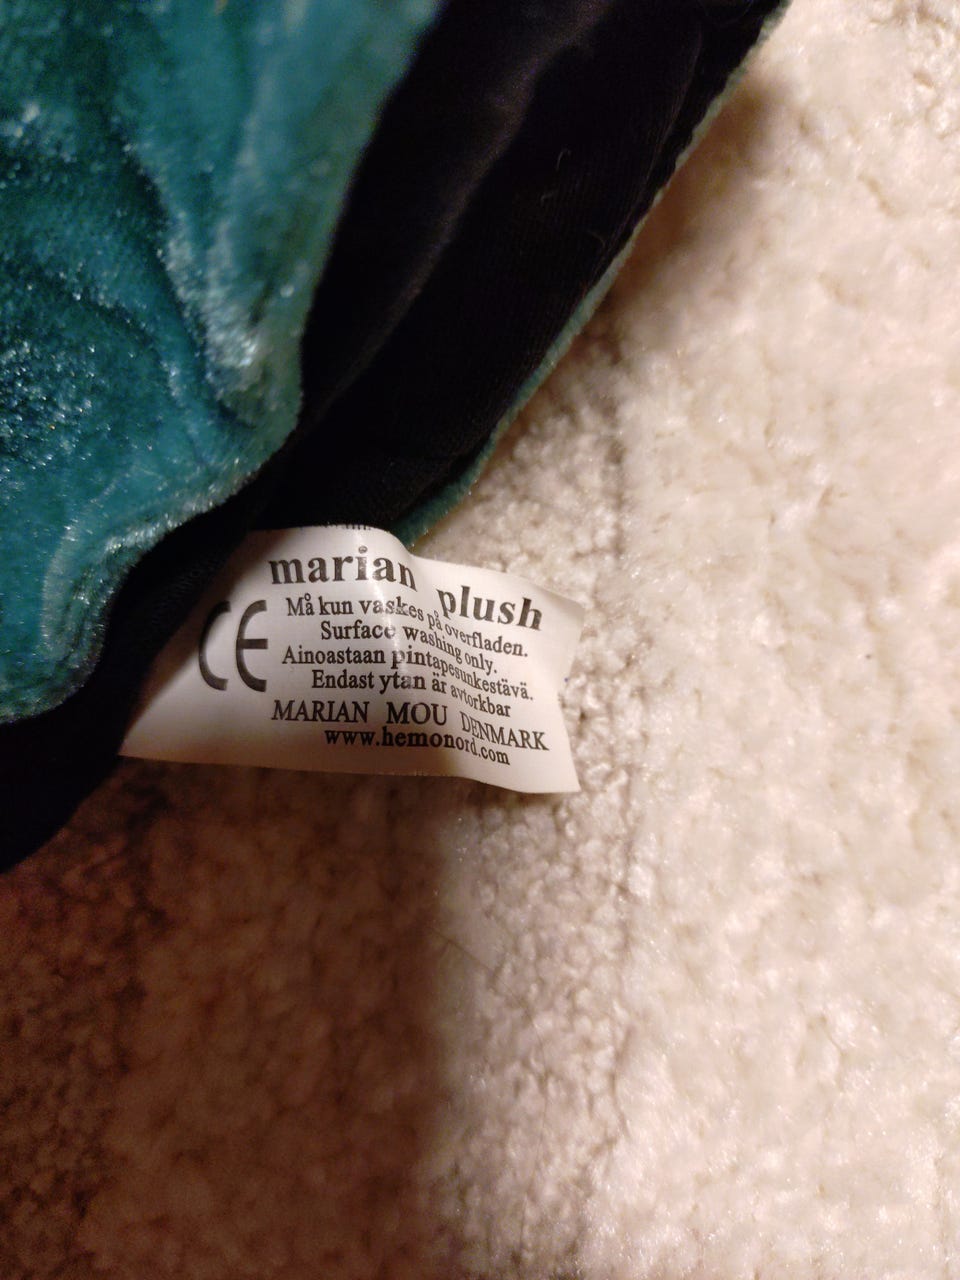 marian plush
CE
Må kun vaskes på overfladen.
Surface washing only.
Ainoastaan pintapesunkestävä.
Endast ytan är avtorkbar
MARIAN MOU DENMARK
www.hemonord.com